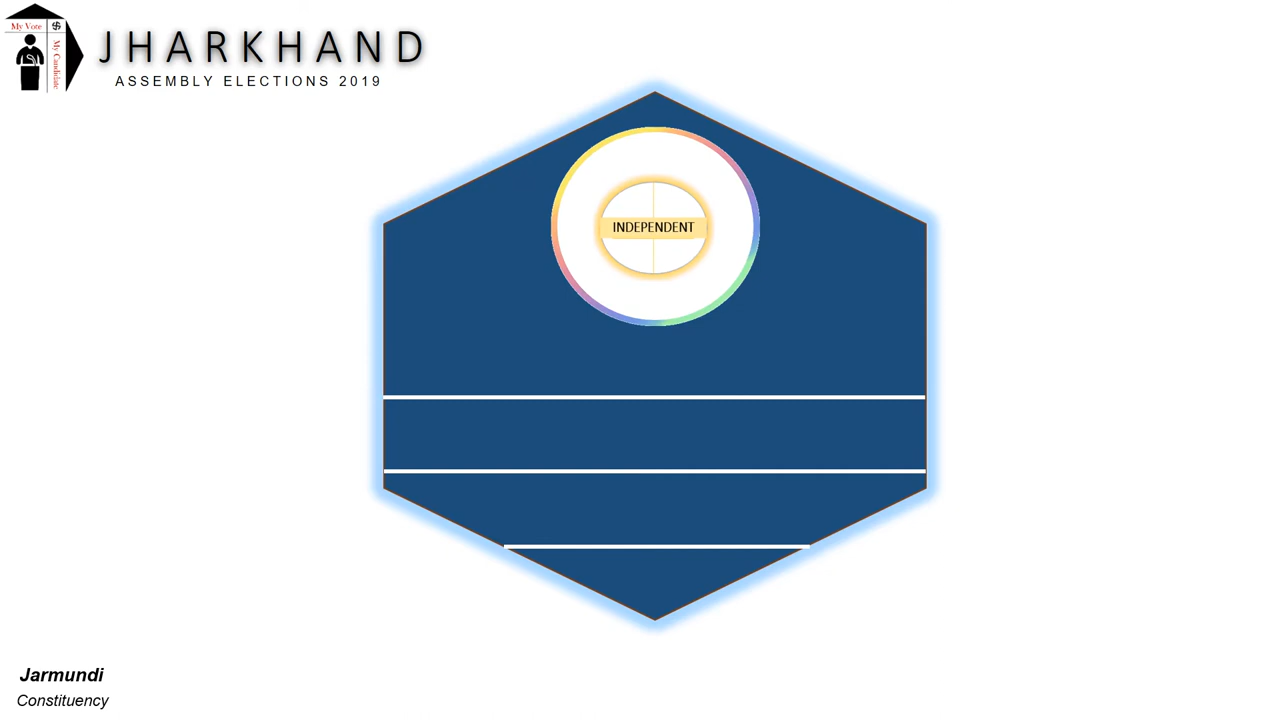 My Vote
My Candidate
JHARKHAND
ASSEMBLY ELECTIONS 2019
INDEPENDENT
Jarmundi
Constituency